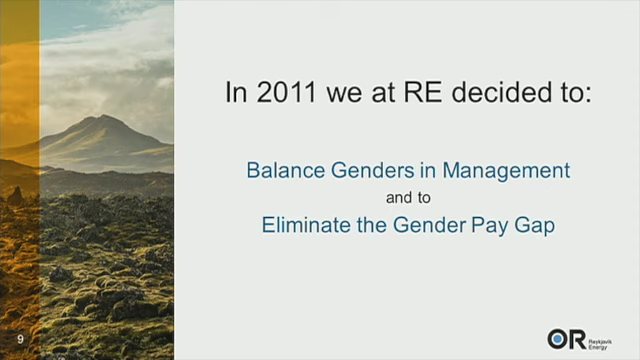 In 2011 we at RE decided to:
Balance Genders in Management
and to
Eliminate the Gender Pay Gap
9
OR
Reykjavík
Energy